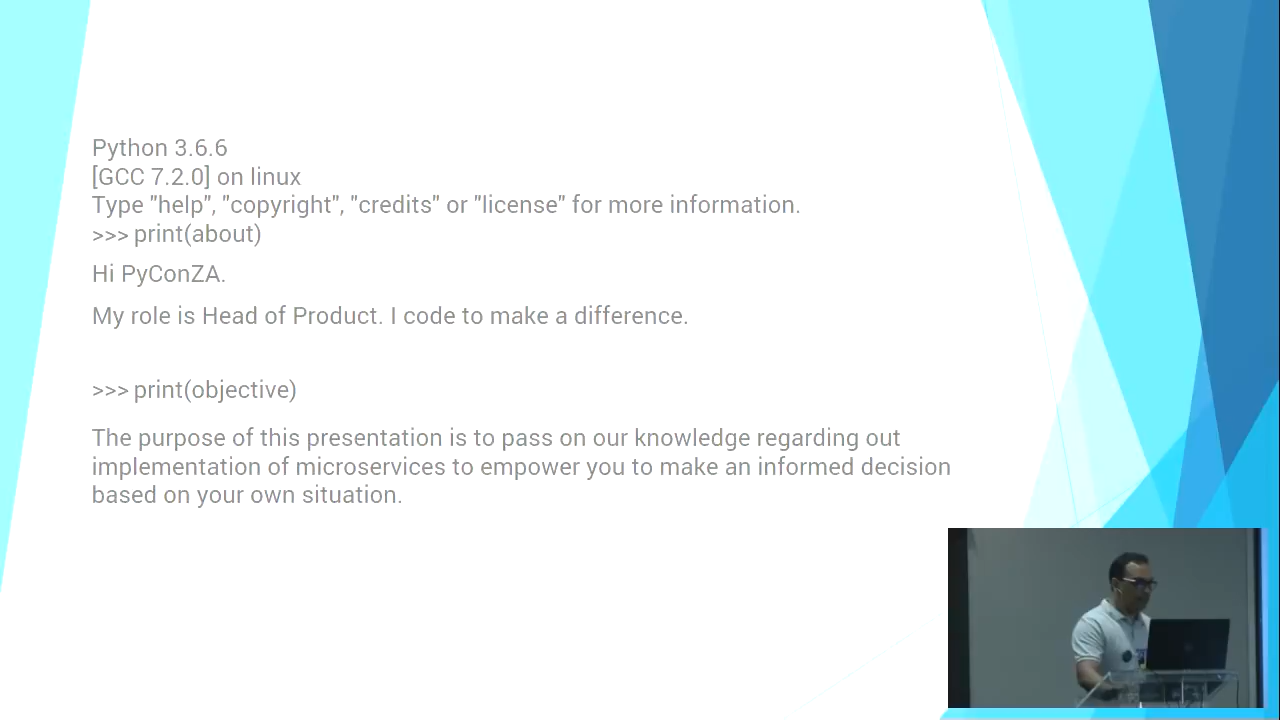 Python 3.6.6
[GCC 7.2.0] on linux
Type "help", "copyright", "credits" or "license" for more information.
>>> print(about)
Hi PyConZA.
My role is Head of Product. I code to make a difference.
>>> print(objective)
The purpose of this presentation is to pass on our knowledge regarding out
implementation of microservices to empower you to make an informed decision
based on your own situation.